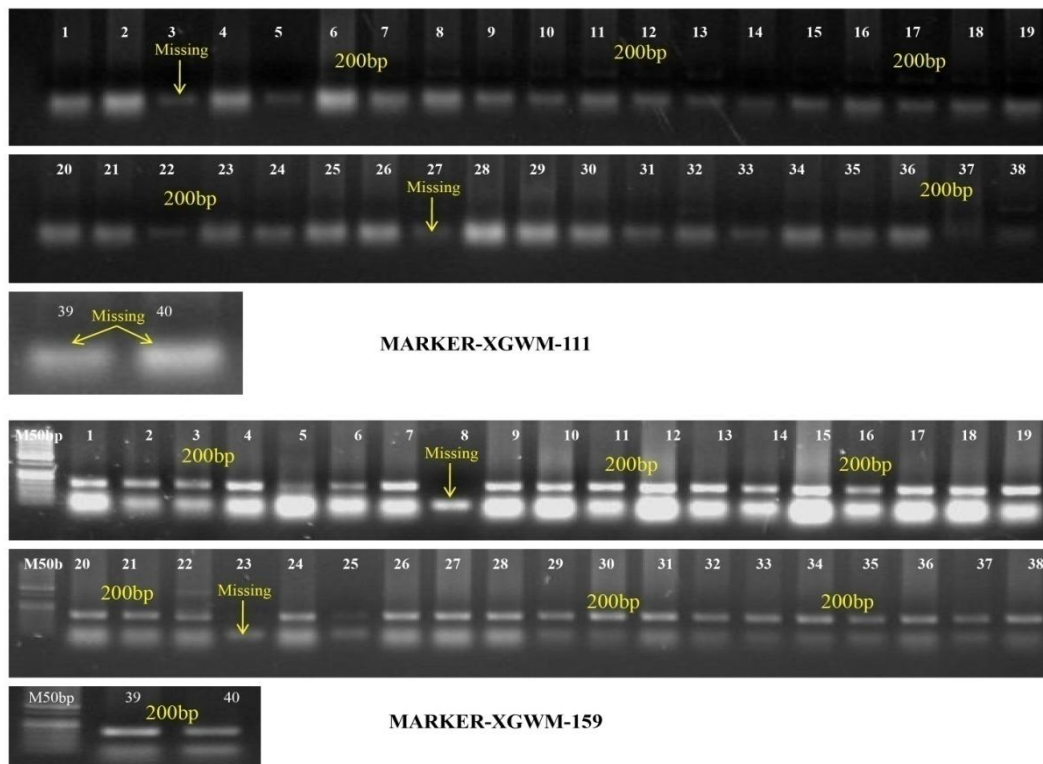 1 2 3 4 5 6 7 8 9 10 11 12 13 14 15 16 17 18 19
Missing
200bp 200bp 200bp
20 21 22 23 24 25 26 27 28 29 30 31 32 33 34 35 36 37 38
Missing
200bp 200bp
39 40
Missing
MARKER-XGWM-111
M50bp 1 2 3 4 5 6 7 8 9 10 11 12 13 14 15 16 17 18 19
200bp Missing 200bp 200bp
M50b 20 21 22 23 24 25 26 27 28 29 30 31 32 33 34 35 36 37 38
200bp Missing 200bp 200bp
M50bp 39 40
200bp
MARKER-XGWM-159